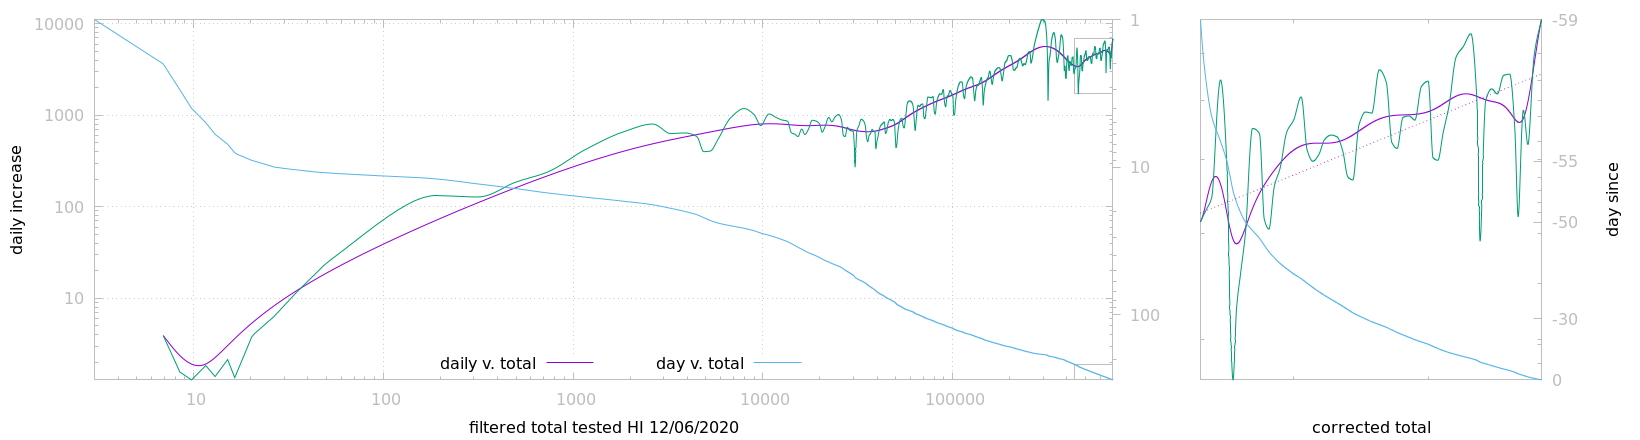 10000
1000
100
10
daily increase
10
100
1000
10000
100000
1
10
100
daily v. total
day v. total
filtered total tested HI 12/06/2020
-59
-55
-50
-30
0
day since
corrected total